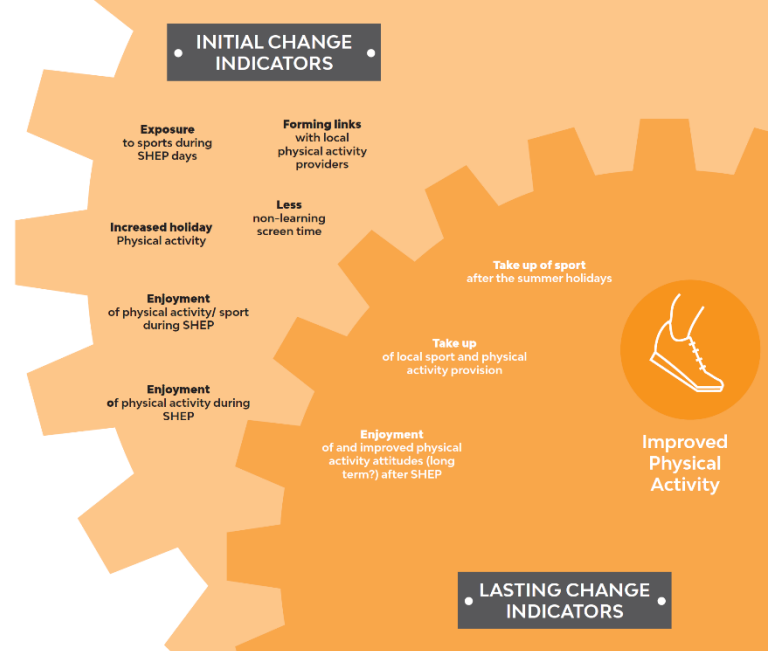 INITIAL CHANGE
INDICATORS
Exposure
to sports during
SHEP days
Forming links
with local
physical activity
providers
Increased holiday
Physical activity
Less
non-learning
screen time
Enjoyment
of physical activity/ sport
during SHEP
Enjoyment
of physical activity during
SHEP
Take up of sport
after the summer holidays
Take up
of local sport and physical
activity provision
Enjoyment
of and improved physical
activity attitudes (long
term?) after SHEP
Improved
Physical
Activity
LASTING CHANGE
INDICATORS